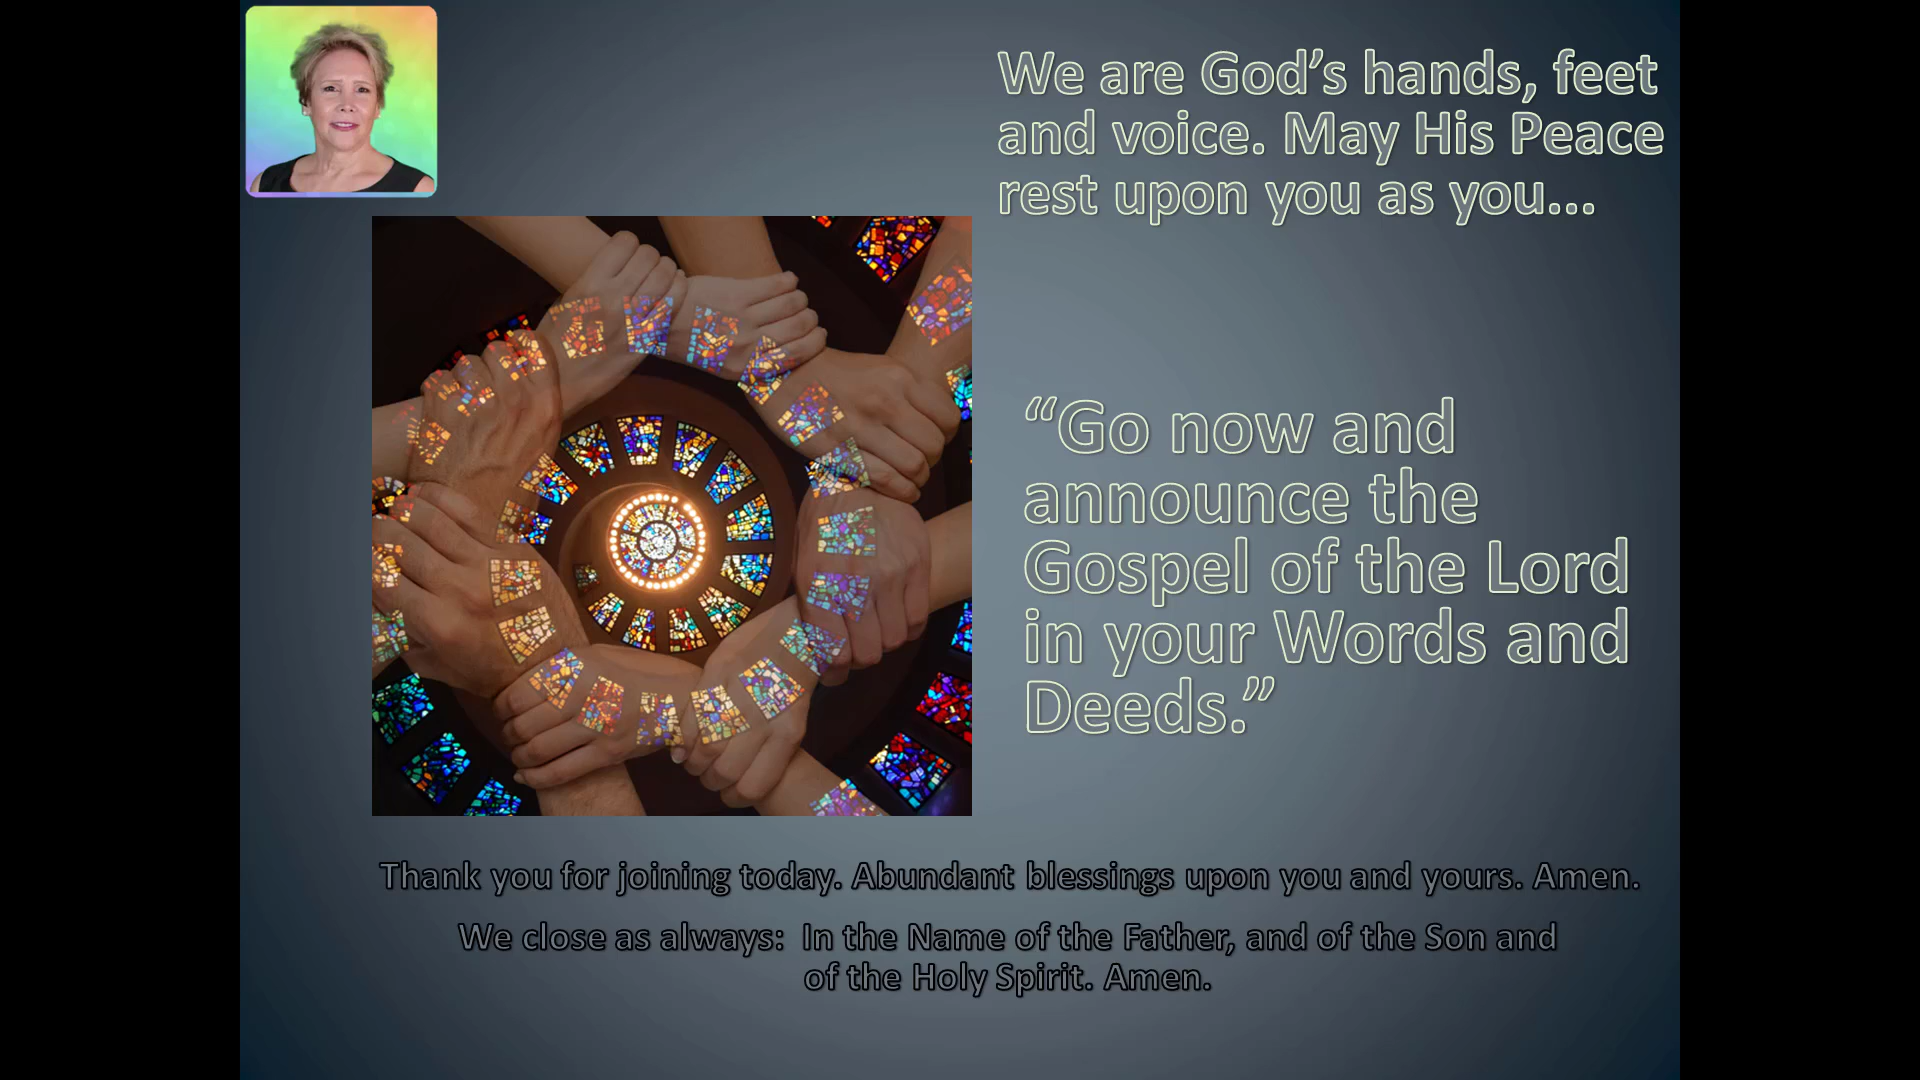 We are God’s hands, feet
and voice. May His Peace
rest upon you as you...
“Go now and
announce the
Gospel of the Lord
in your Words and
Deeds.”
Thank you for joining today. Abundant blessings upon you and yours. Amen.
We close as always:  In the Name of the Father, and of the Son and
of the Holy Spirit. Amen.